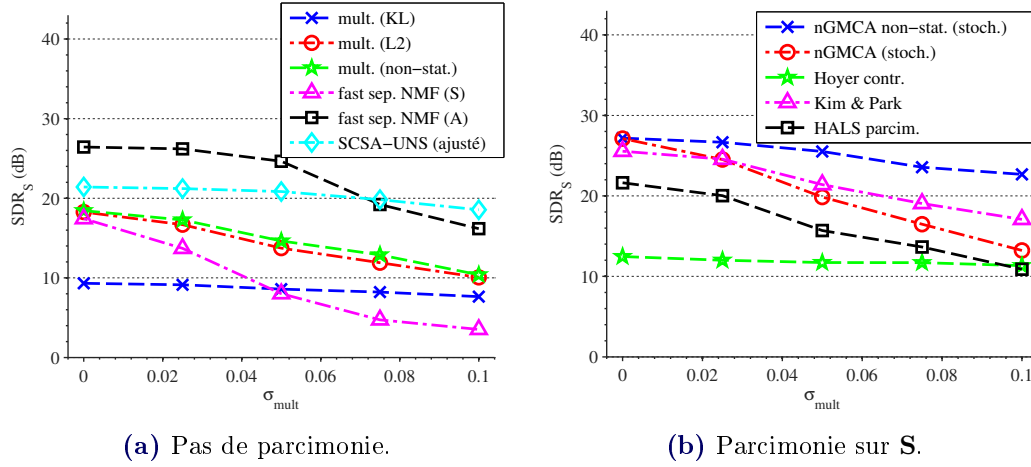 40
30
20
10
0
SDR_S (dB)
mult. (KL)
mult. (L2)
mult. (non−stat.)
fast sep. NMF (S)
fast sep. NMF (A)
SCSA−UNS (ajusté)
0 0.02 0.04 0.06 0.08 0.1
σ_mult
(a) Pas de parcimonie.
40
30
20
10
0
SDR_S (dB)
nGMCA non−stat. (stoch.)
nGMCA (stoch.)
Hoyer contr.
Kim & Park
HALS parcim.
0 0.02 0.04 0.06 0.08 0.1
σ_mult
(b) Parcimonie sur S.